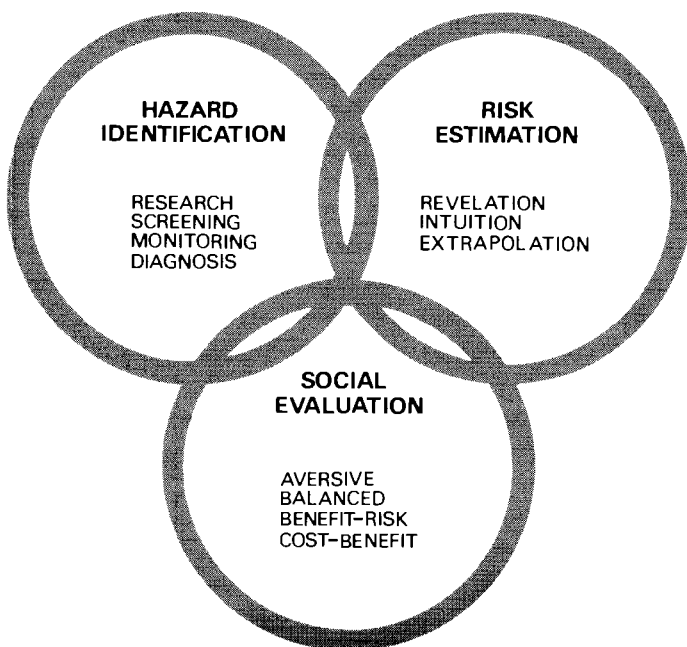 HAZARD
IDENTIFICATION
RESEARCH
SCREENING
MONITORING
DIAGNOSIS
RISK
ESTIMATION
REVELATION
INTUITION
EXTRAPOLATION
SOCIAL
EVALUATION
AVERSIVE
BALANCED
BENEFIT-RISK
COST-BENEFIT